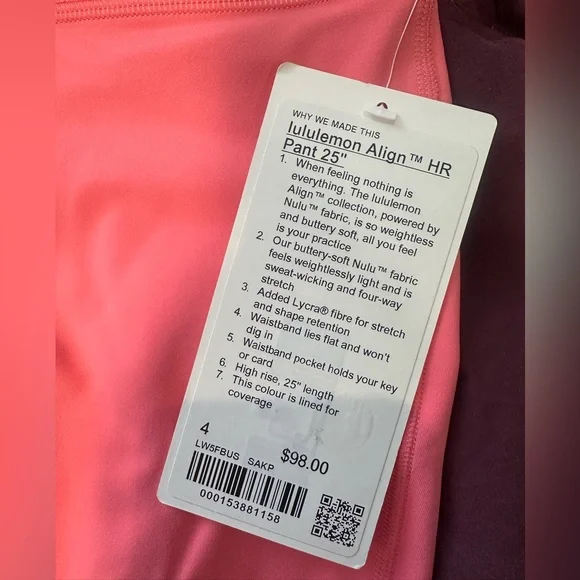 WHY WE MADE THIS
lululemon Align™ HR
Pant 25"
1. When feeling nothing is
everything. The lululemon
Align™ collection, powered by
Nulu™ fabric, is so weightless
and buttery soft, all you feel
is your practice
2. Our buttery-soft Nulu™ fabric
feels weightlessly light and is
sweat-wicking and four-way
stretch
3. Added Lycra® fibre for stretch
and shape retention
4. Waistband lies flat and won't
dig in
5. Waistband pocket holds your key
or card
6. High rise, 25" length
7. This colour is lined for
coverage
4
LW5FBUS SAKP $98.00
000153881158